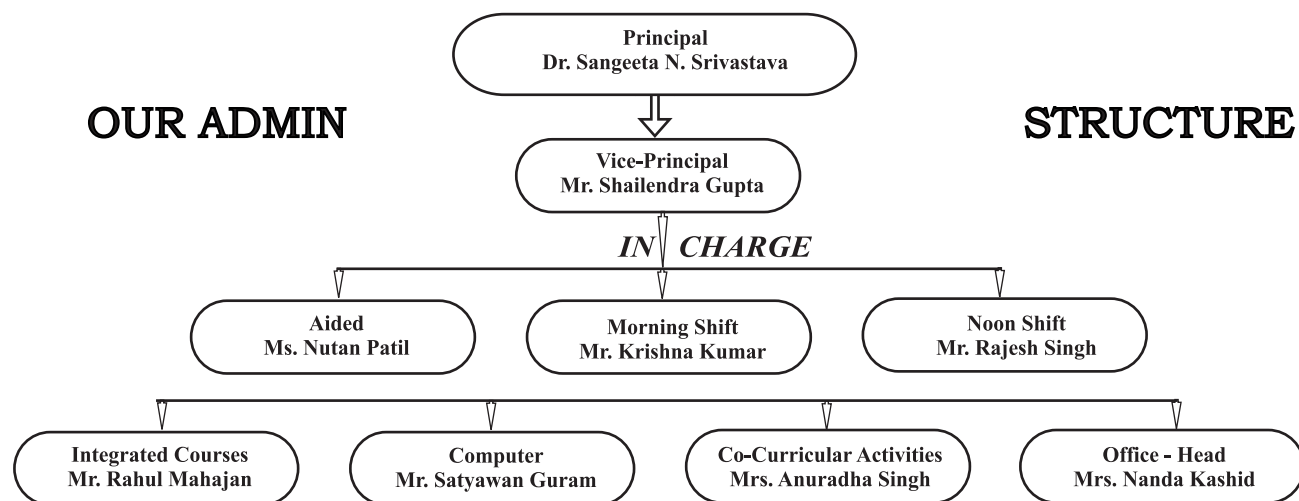 Principal
Dr. Sangeeta N. Srivastava
OUR ADMIN
STRUCTURE
Vice-Principal
Mr. Shailendra Gupta
IN CHARGE
Aided
Ms. Nutan Patil
Morning Shift
Mr. Krishna Kumar
Noon Shift
Mr. Rajesh Singh
Integrated Courses
Mr. Rahul Mahajan
Computer
Mr. Satyawan Guram
Co-Curricular Activities
Mrs. Anuradha Singh
Office - Head
Mrs. Nanda Kashid